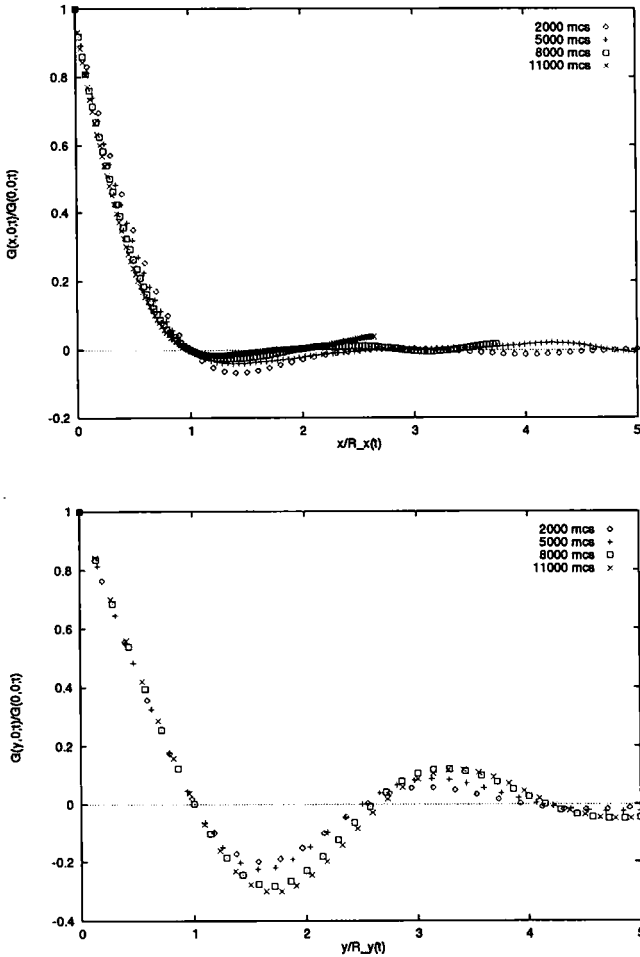 1
0.8
0.6
0.4
0.2
0
-0.2
0 1 2 3 4 5
G(x,0;t)/G(0,0;t)
x/R_x(t)
2000 mcs
5000 mcs
8000 mcs
11000 mcs
1
0.8
0.6
0.4
0.2
0
-0.2
-0.4
0 1 2 3 4 5
G(y,0;t)/G(0,0;t)
y/R_y(t)
2000 mcs
5000 mcs
8000 mcs
11000 mcs